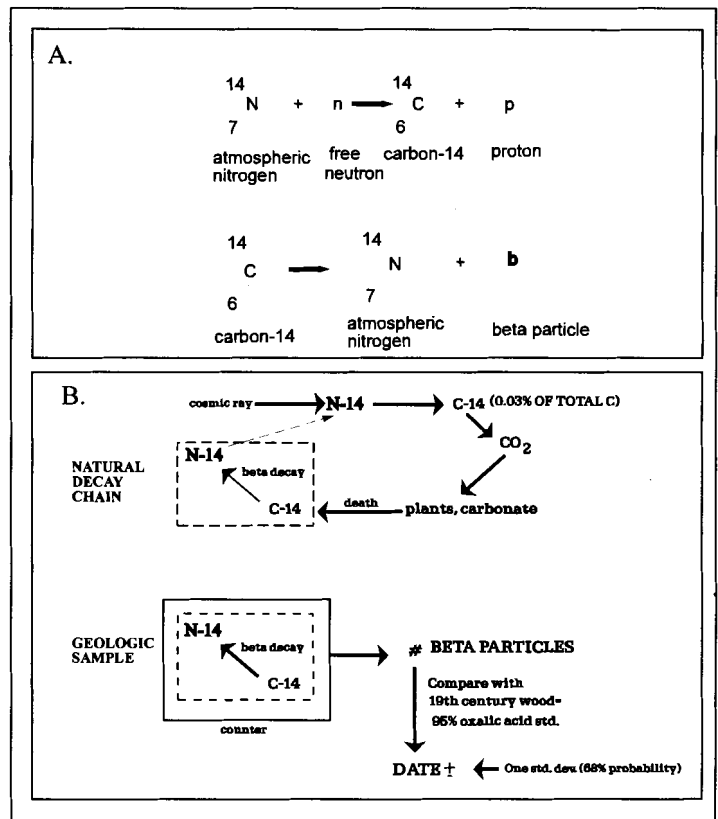 A.
14 14
N + n C + p
7 6
atmospheric nitrogen free neutron carbon-14 proton
14 14
C N + b
6 7
carbon-14 atmospheric nitrogen beta particle
B.
cosmic ray N-14 C-14 (0.03% OF TOTAL C)
CO2
NATURAL
DECAY
CHAIN
N-14
beta decay
C-14
death
plants, carbonate
GEOLOGIC
SAMPLE
N-14
beta decay
C-14
counter
# BETA PARTICLES
Compare with
19th century wood=
95% oxalic acid std.
DATE ± One std. dev. (68% probability)